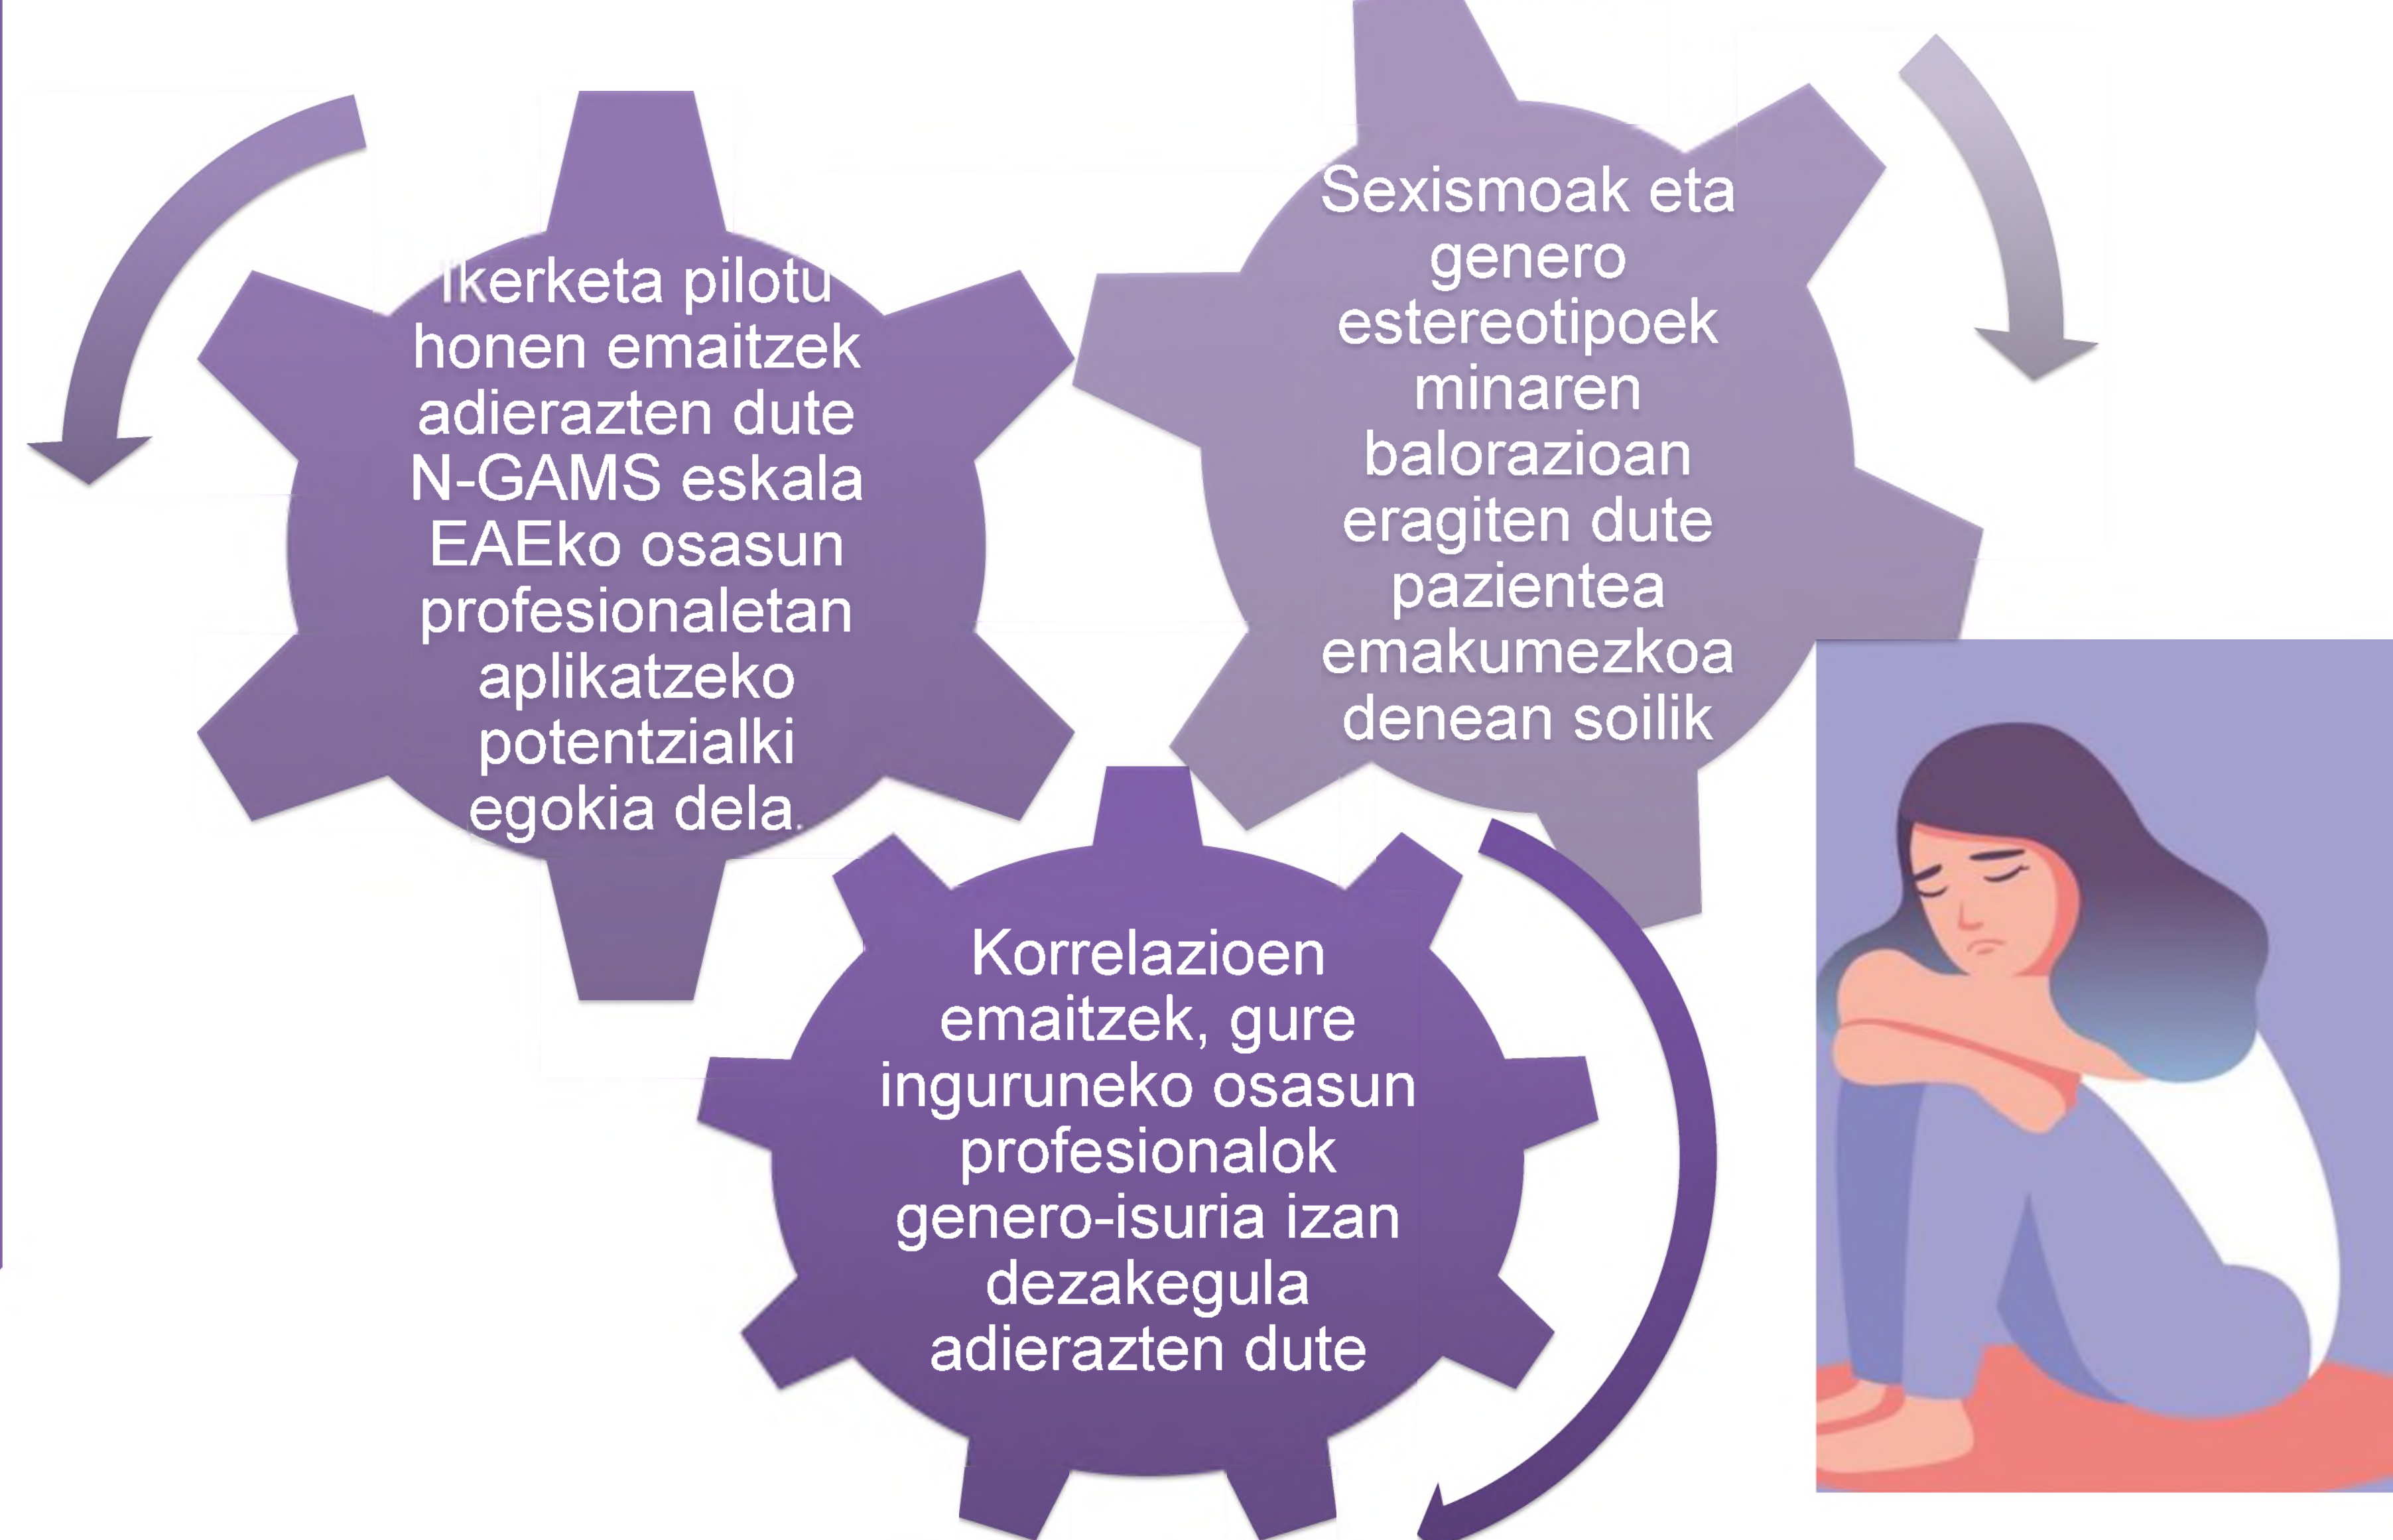 Ikerketa pilotu
honen emaitzek
adierazten dute
N-GAMS eskala
EAEko osasun
profesionaletan
aplikatzeko
potentzialki
egokia dela.
Sexismoak eta
genero
estereotipoek
minaren
balorazioan
eragiten dute
pazientea
emakumezkoa
denean soilik
Korrelazioen
emaitzek, gure
inguruneko osasun
profesionalok
genero-isuria izan
dezakegula
adierazten dute